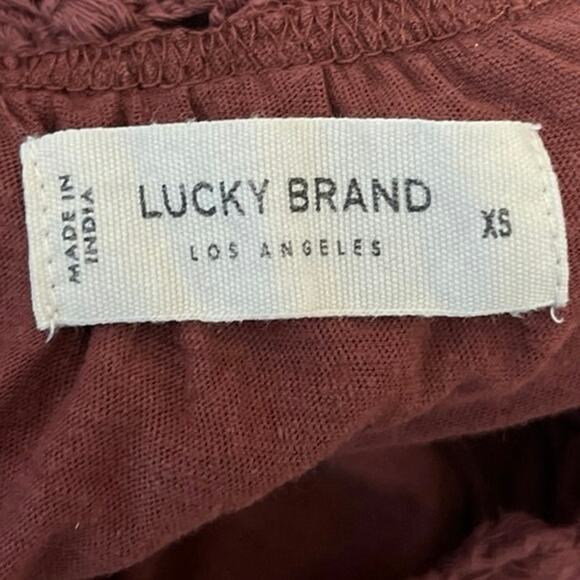 MADE IN
INDIA
LUCKY BRAND
LOS ANGELES
XS